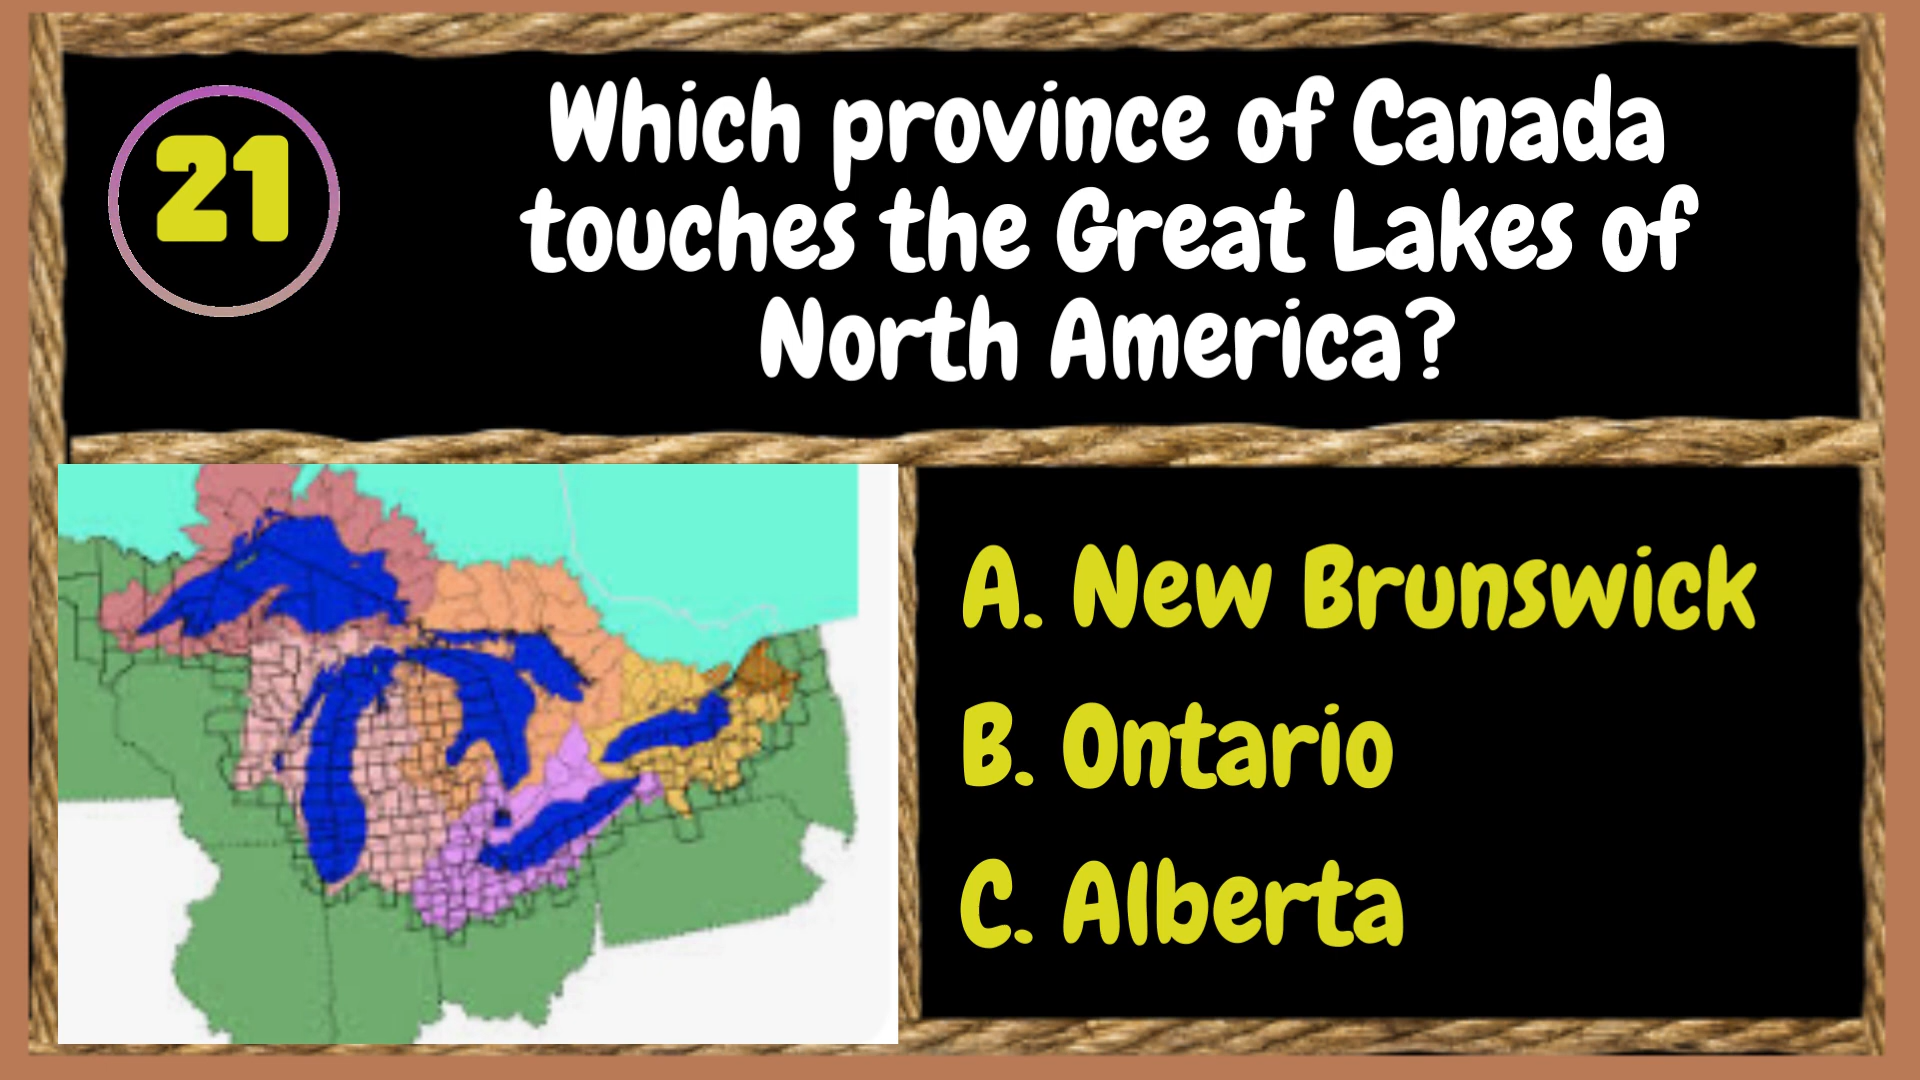 21
Which province of Canada
touches the Great Lakes of
North America?
A. New Brunswick
B. Ontario
C. Alberta